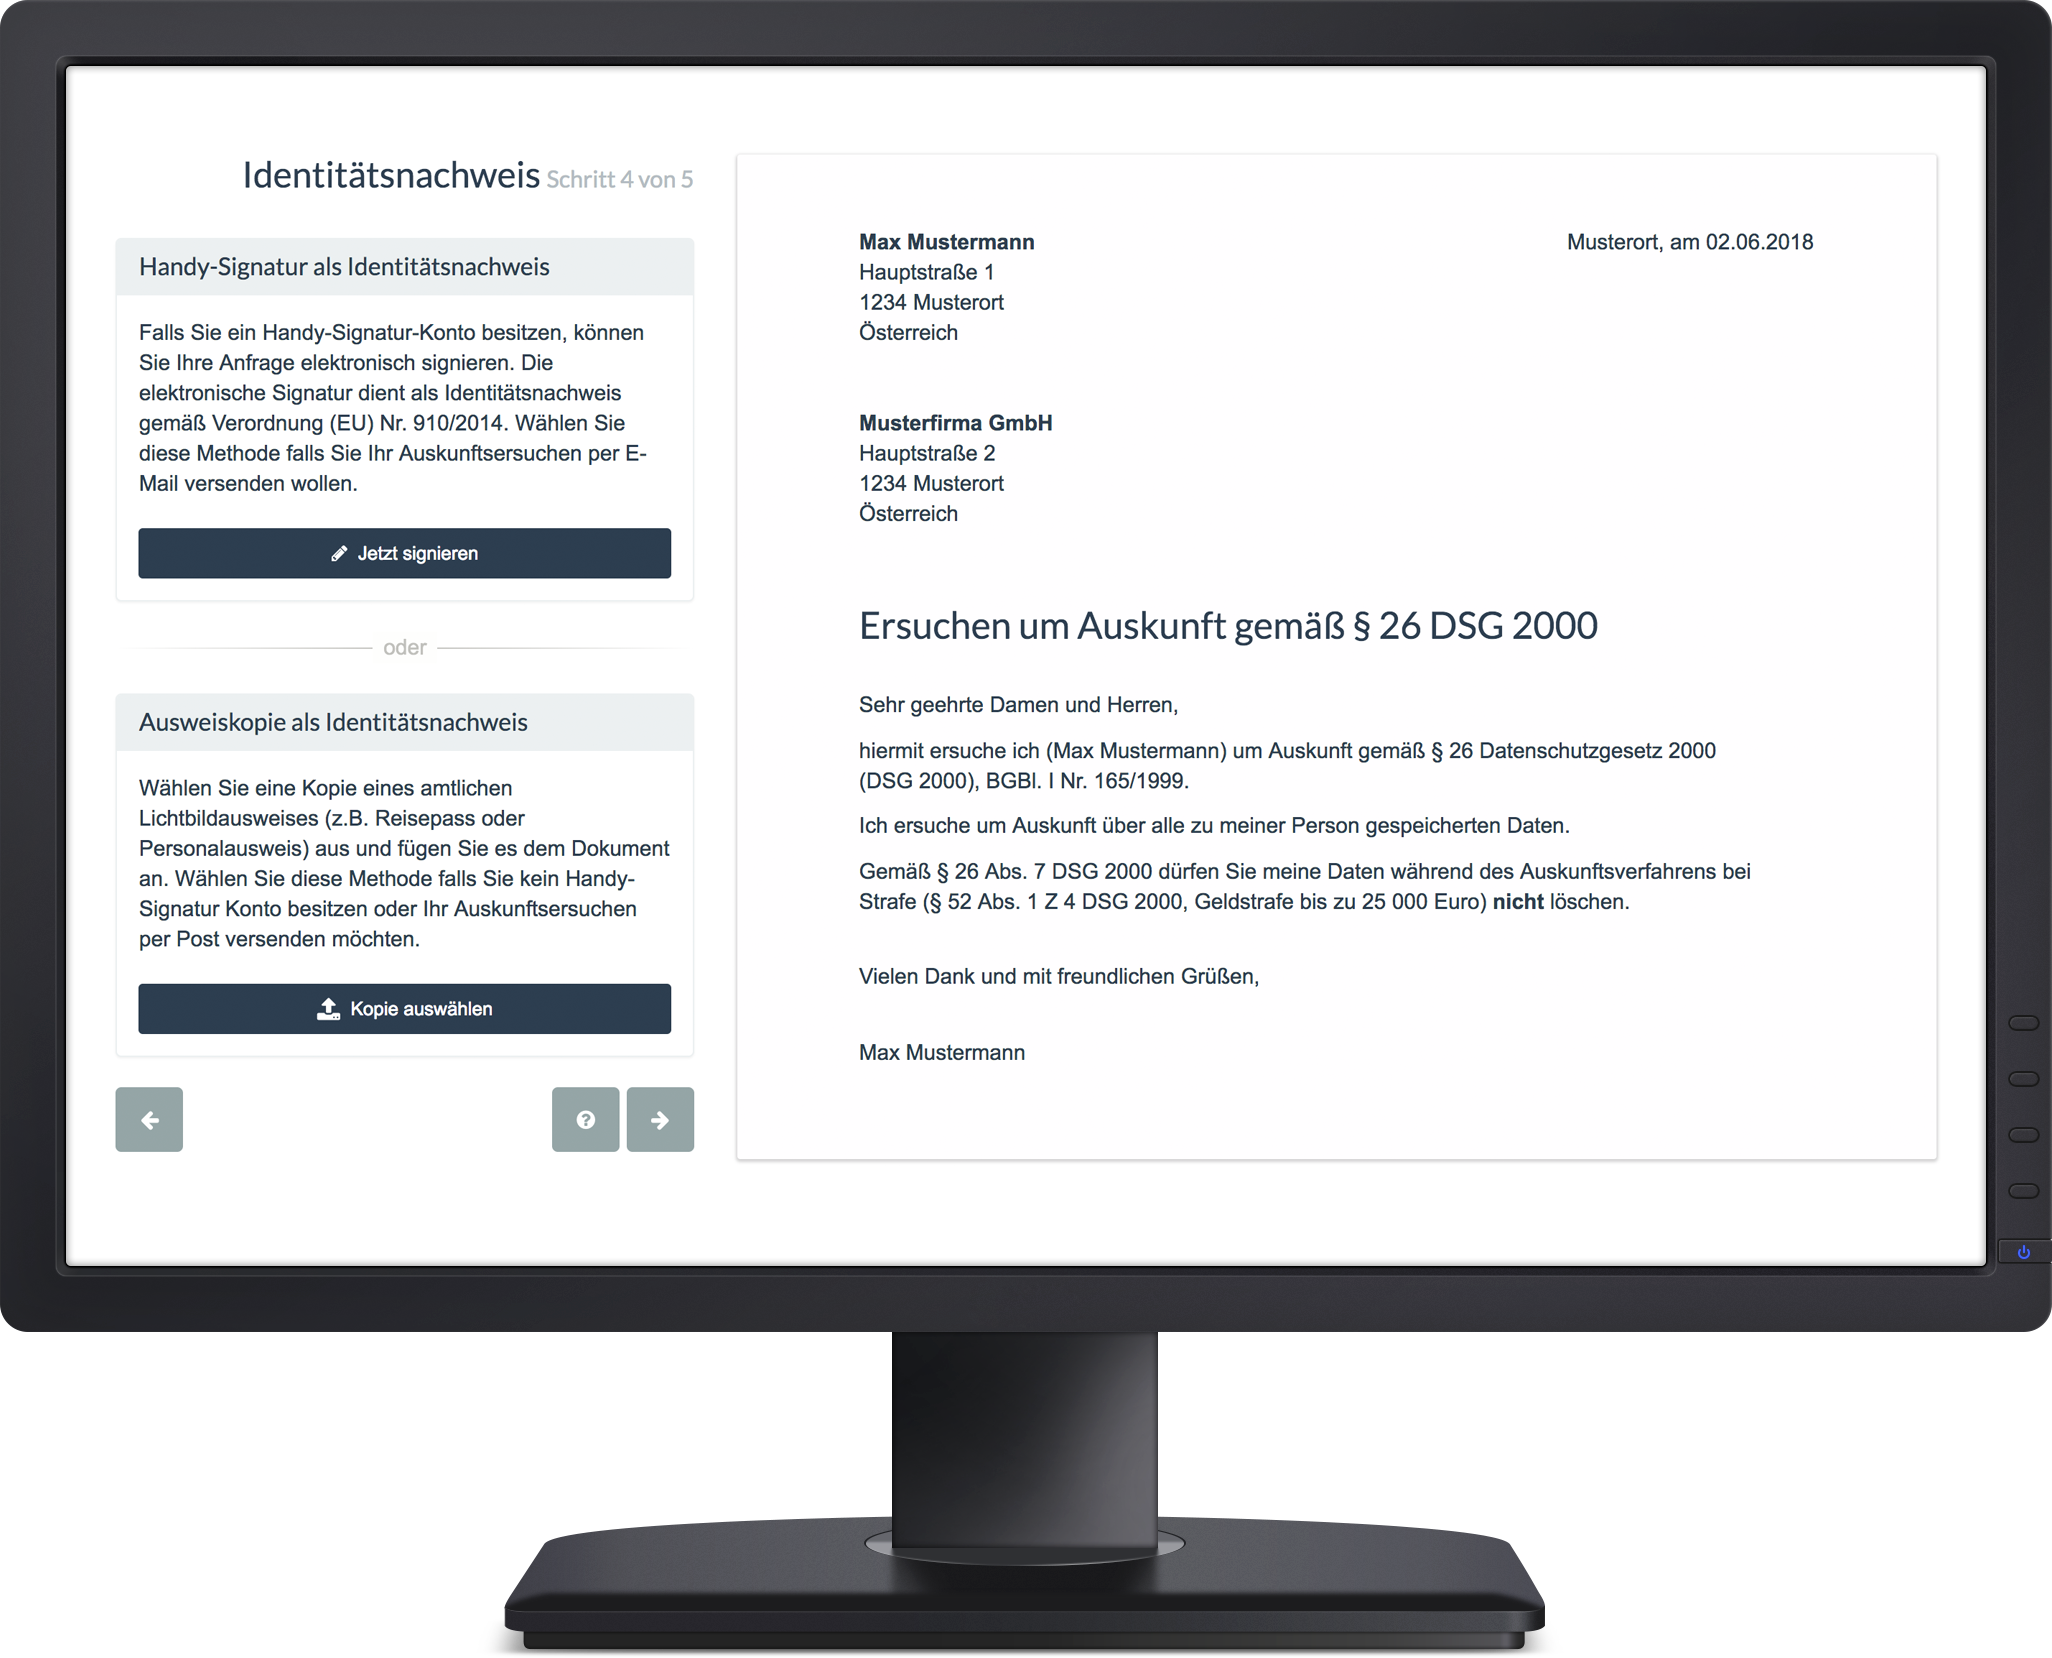 Identitätsnachweis Schritt 4 von 5
Handy-Signatur als Identitätsnachweis
Falls Sie ein Handy-Signatur-Konto besitzen, können
Sie Ihre Anfrage elektronisch signieren. Die
elektronische Signatur dient als Identitätsnachweis
gemäß Verordnung (EU) Nr. 910/2014. Wählen Sie
diese Methode falls Sie Ihr Auskunftsersuchen per E-
Mail versenden wollen.
Jetzt signieren
oder
Ausweiskopie als Identitätsnachweis
Wählen Sie eine Kopie eines amtlichen
Lichtbildausweises (z.B. Reisepass oder
Personalausweis) aus und fügen Sie es dem Dokument
an. Wählen Sie diese Methode falls Sie kein Handy-
Signatur Konto besitzen oder Ihr Auskunftsersuchen
per Post versenden möchten.
Kopie auswählen
Max Mustermann
Hauptstraße 1
1234 Musterort
Österreich
Musterort, am 02.06.2018
Musterfirma GmbH
Hauptstraße 2
1234 Musterort
Österreich
Ersuchen um Auskunft gemäß § 26 DSG 2000
Sehr geehrte Damen und Herren,
hiermit ersuche ich (Max Mustermann) um Auskunft gemäß § 26 Datenschutzgesetz 2000
(DSG 2000), BGBl. I Nr. 165/1999.
Ich ersuche um Auskunft über alle zu meiner Person gespeicherten Daten.
Gemäß § 26 Abs. 7 DSG 2000 dürfen Sie meine Daten während des Auskunftsverfahrens bei
Strafe (§ 52 Abs. 1 Z 4 DSG 2000, Geldstrafe bis zu 25 000 Euro) nicht löschen.
Vielen Dank und mit freundlichen Grüßen,
Max Mustermann